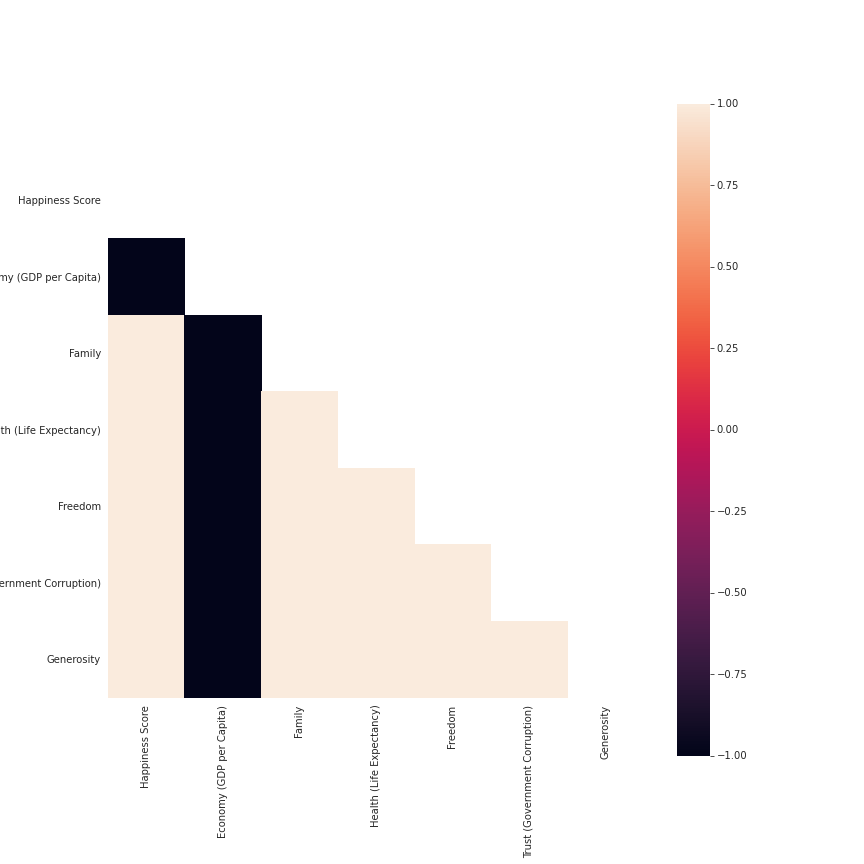 Happiness Score
my (GDP per Capita)
Family
th (Life Expectancy)
Freedom
ernment Corruption)
Generosity
Happiness Score
Economy (GDP per Capita)
Family
Health (Life Expectancy)
Freedom
Trust (Government Corruption)
Generosity
1.00
0.75
0.50
0.25
0.00
−0.25
−0.50
−0.75
−1.00